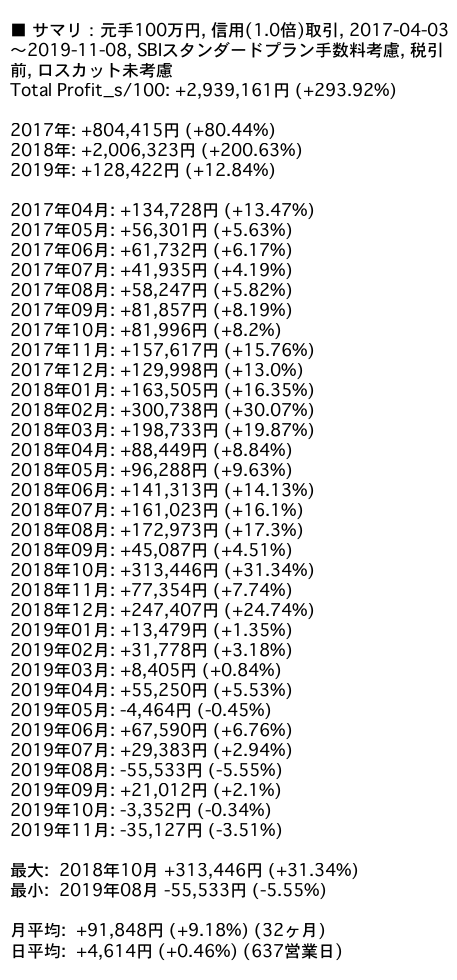 ■ サマリ：元手100万円, 信用(1.0倍)取引, 2017-04-03
～2019-11-08, SBIスタンダードプラン手数料考慮, 税引
前, ロスカット未考慮
Total Profit_s/100: +2,939,161円 (+293.92%)
2017年: +804,415円 (+80.44%)
2018年: +2,006,323円 (+200.63%)
2019年: +128,422円 (+12.84%)
2017年04月: +134,728円 (+13.47%)
2017年05月: +56,301円 (+5.63%)
2017年06月: +61,732円 (+6.17%)
2017年07月: +41,935円 (+4.19%)
2017年08月: +58,247円 (+5.82%)
2017年09月: +81,857円 (+8.19%)
2017年10月: +81,996円 (+8.2%)
2017年11月: +157,617円 (+15.76%)
2017年12月: +129,998円 (+13.0%)
2018年01月: +163,505円 (+16.35%)
2018年02月: +300,738円 (+30.07%)
2018年03月: +198,733円 (+19.87%)
2018年04月: +88,449円 (+8.84%)
2018年05月: +96,288円 (+9.63%)
2018年06月: +141,313円 (+14.13%)
2018年07月: +161,023円 (+16.1%)
2018年08月: +172,973円 (+17.3%)
2018年09月: +45,087円 (+4.51%)
2018年10月: +313,446円 (+31.34%)
2018年11月: +77,354円 (+7.74%)
2018年12月: +247,407円 (+24.74%)
2019年01月: +13,479円 (+1.35%)
2019年02月: +31,778円 (+3.18%)
2019年03月: +8,405円 (+0.84%)
2019年04月: +55,250円 (+5.53%)
2019年05月: -4,464円 (-0.45%)
2019年06月: +67,590円 (+6.76%)
2019年07月: +29,383円 (+2.94%)
2019年08月: -55,533円 (-5.55%)
2019年09月: +21,012円 (+2.1%)
2019年10月: -3,352円 (-0.34%)
2019年11月: -35,127円 (-3.51%)
最大: 2018年10月 +313,446円 (+31.34%)
最小: 2019年08月 -55,533円 (-5.55%)
月平均: +91,848円 (+9.18%) (32ヶ月)
日平均: +4,614円 (+0.46%) (637営業日)